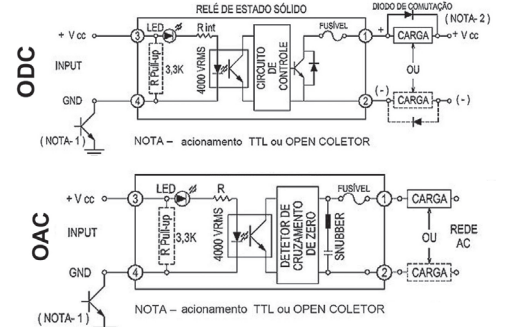 RELÉ DE ESTADO SÓLIDO
DIODO DE COMUTAÇÃO
(NOTA-2)
ODC
+ Vcc
3
LED
R int
FUSÍVEL
1
+
CARGA
+ Vcc
INPUT
R Pull-up
3,3K
4000 VRMS
CIRCUITO
DE
CONTROLE
OU
GND
4
2
(-)
CARGA
(-)
(NOTA-1)
NOTA – acionamento TTL ou OPEN COLETOR
OAC
+ Vcc
3
LED
R
FUSÍVEL
1
CARGA
INPUT
R Pull-up
3,3K
4000 VRMS
DETETOR DE
CRUZAMENTO
DE ZERO
SNUBBER
OU
REDE
AC
GND
4
2
CARGA
(NOTA-1)
NOTA – acionamento TTL ou OPEN COLETOR